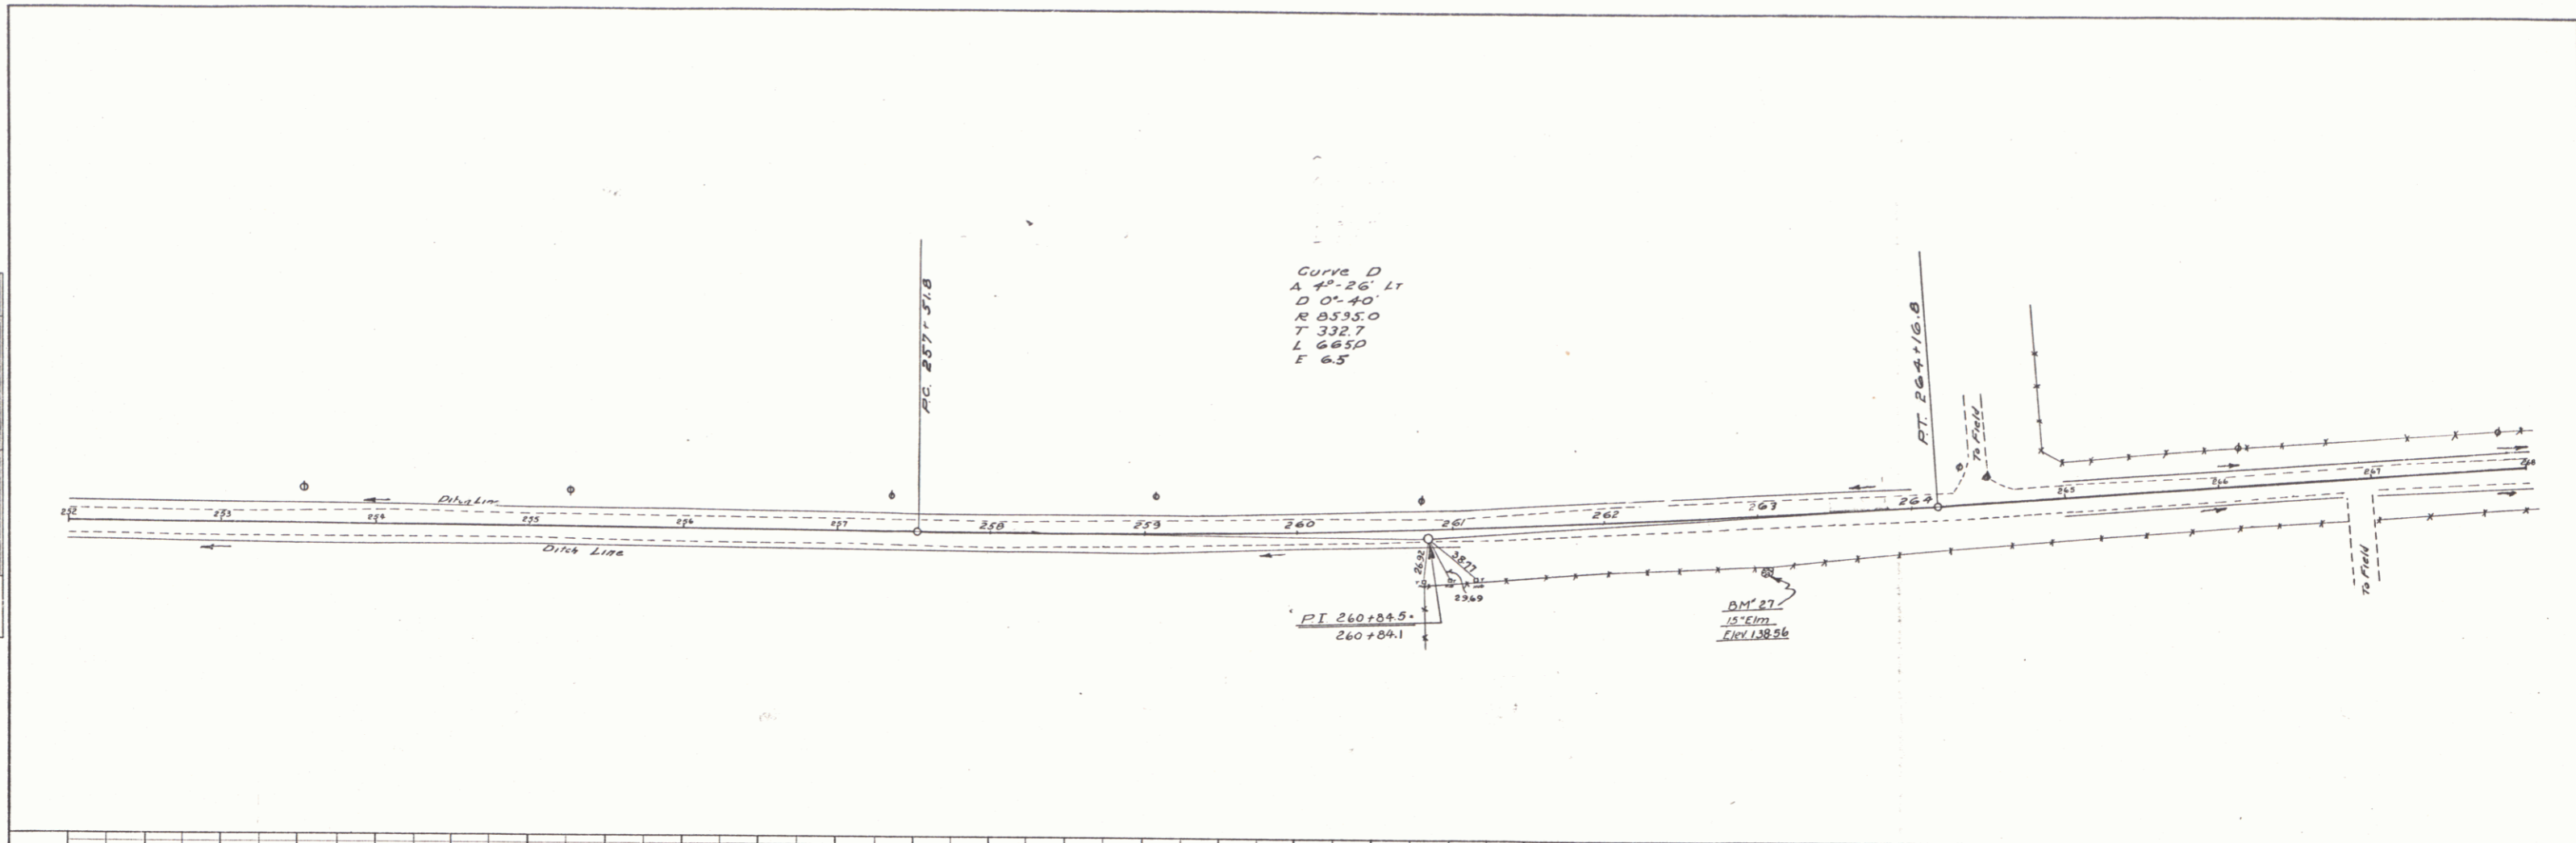 Curve D
Δ 4°-26' LT
D 0°-40'
R 8595.0
T 332.7
L 665.0
E 6.5
P.C. 257+51.8
P.T. 264+16.8
To Field
Ditch Line
252 253 254 255 256 257 258 259 260 261 262 263 264 265 266 267 268
Ditch Line
26.92
38.77
29.69
P.I. 260+84.5
260+84.1
BM#27
15"Elm
Elev. 138.56
To Field